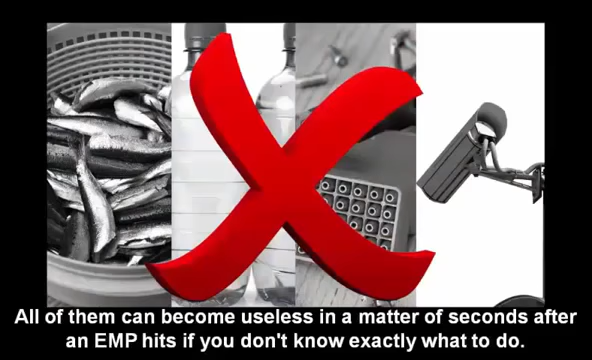 All of them can become useless in a matter of seconds after
an EMP hits if you don't know exactly what to do.